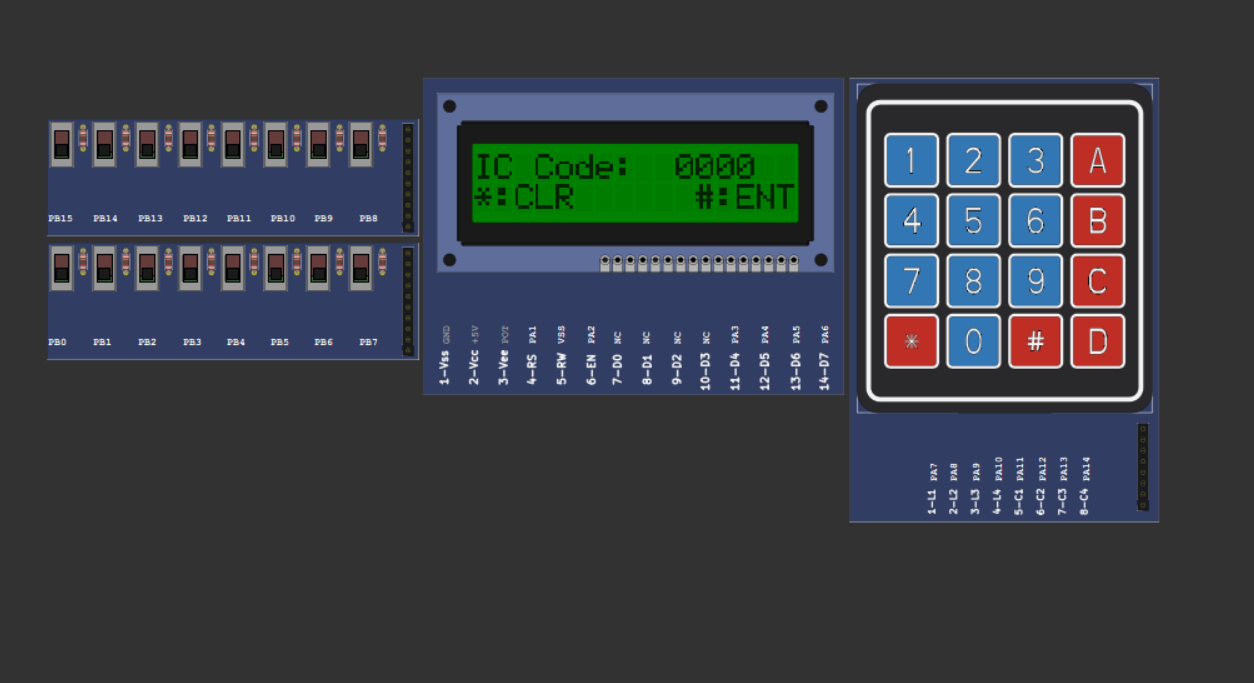 IC Code: 0000
*:CLR #:ENT
PB15 PB14 PB13 PB12 PB11 PB10 PB9 PB8
PB0 PB1 PB2 PB3 PB4 PB5 PB6 PB7
1-Vss GND
2-Vcc +5V
3-Vee POT
4-RS PA1
5-RW VSS
6-EN PA2
7-D0 NC
8-D1 NC
9-D2 NC
10-D3 NC
11-D4 PA3
12-D5 PA4
13-D6 PA5
14-D7 PA6
1 2 3 A
4 5 6 B
7 8 9 C
* 0 # D
1-L1 PA7
2-L2 PA8
3-L3 PA9
4-L4 PA10
5-C1 PA11
6-C2 PA12
7-C3 PA13
8-C4 PA14